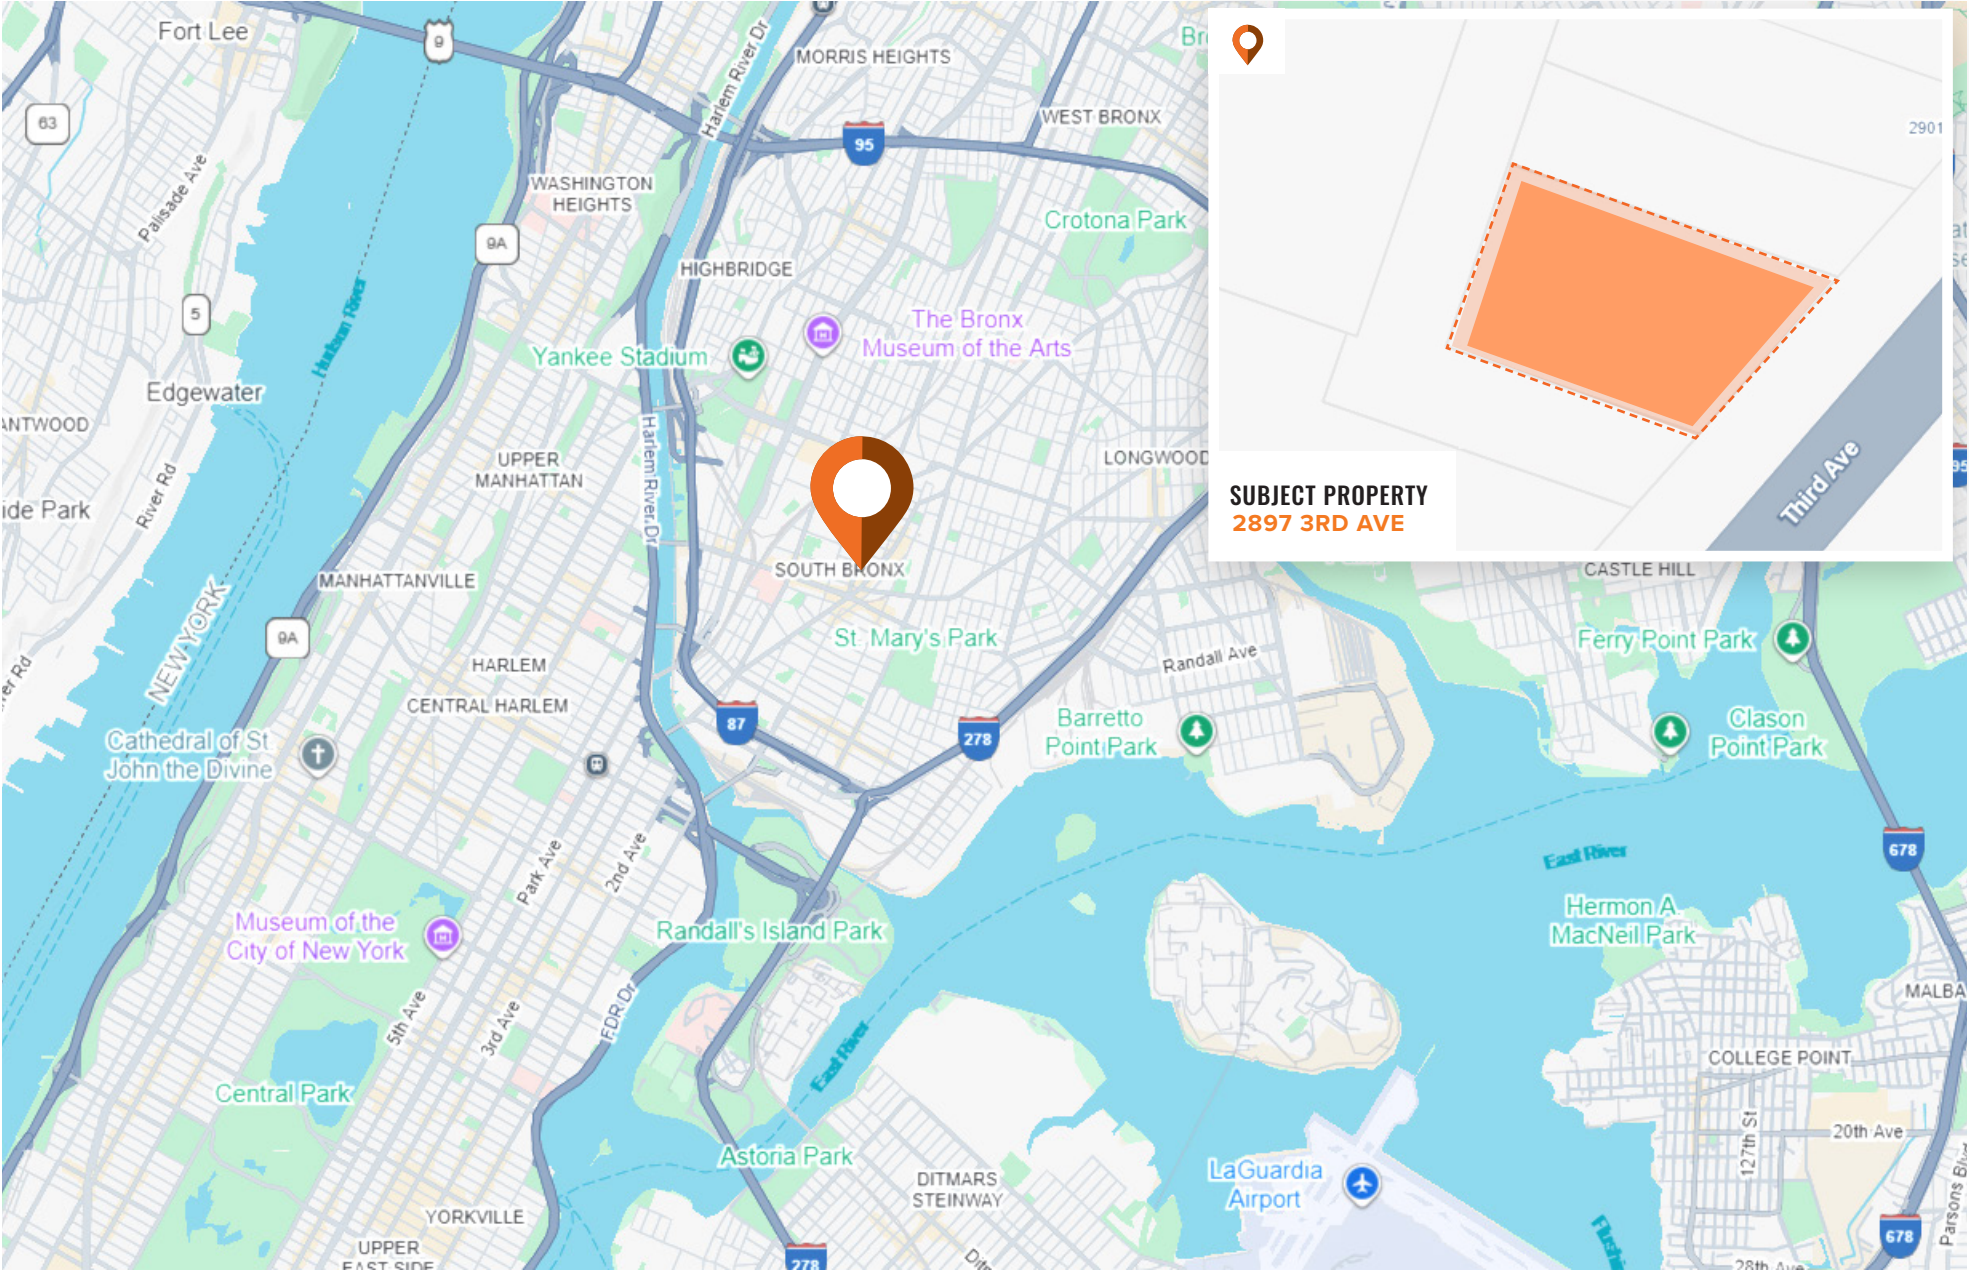 Fort Lee
9
Harlem River Dr
MORRIS HEIGHTS
WEST BRONX
63
95
Palisade Ave
WASHINGTON
HEIGHTS
Crotona Park
9A
HIGHBRIDGE
5
Hudson River
The Bronx
Museum of the Arts
Yankee Stadium
Edgewater
ANTWOOD
Harlem River Dr
UPPER
MANHATTAN
LONGWOOD
River Rd
ide Park
SOUTH BRONX
MANHATTANVILLE
NEW YORK
9A
St. Mary's Park
HARLEM
CENTRAL HARLEM
er Rd
Randall Ave
87
278
Barretto
Point Park
Cathedral of St.
John the Divine
Park Ave
2nd Ave
Museum of the
City of New York
Randall's Island Park
5th Ave
3rd Ave
FDR Dr
East River
Central Park
Astoria Park
DITMARS
STEINWAY
YORKVILLE
UPPER
EAST SIDE
278
LaGuardia
Airport
2901
Third Ave
SUBJECT PROPERTY
2897 3RD AVE
95
CASTLE HILL
Ferry Point Park
Clason
Point Park
East River
678
Hermon A.
MacNeil Park
MALBA
COLLEGE POINT
127th St
20th Ave
678
28th Ave